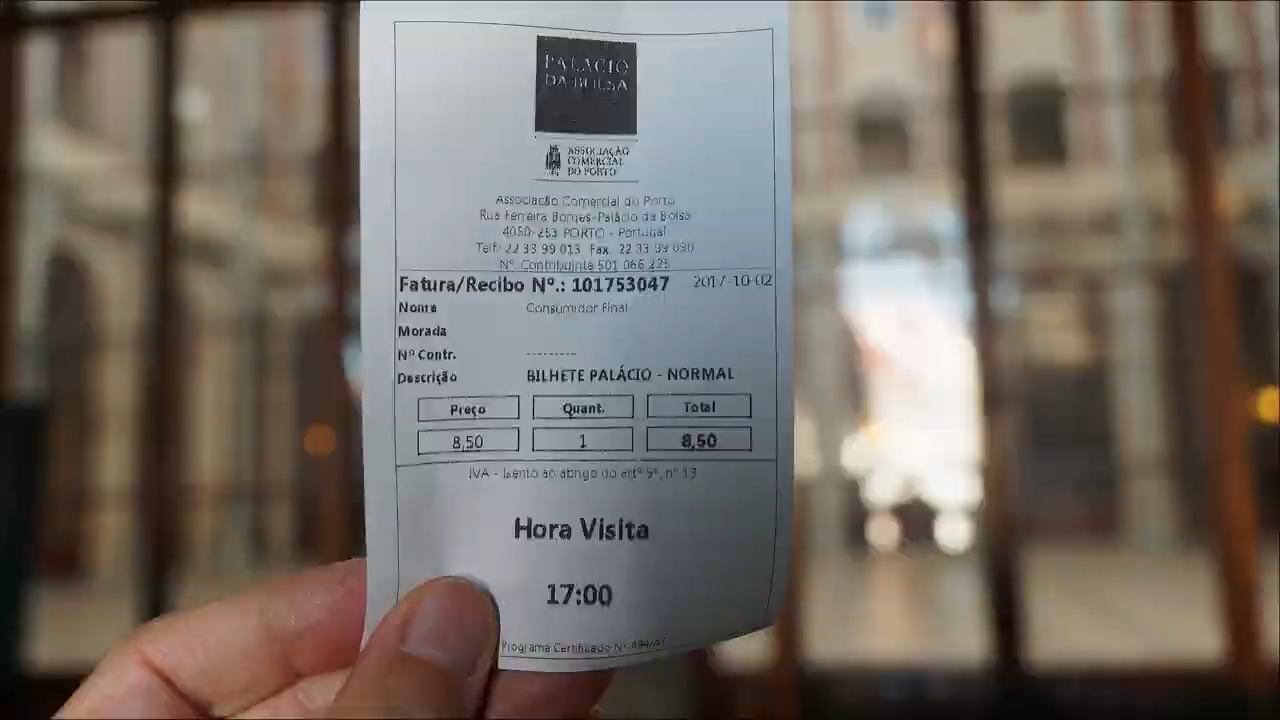 PALÁCIO
DA BOLSA
ASSOCIAÇÃO
COMERCIAL
DO PORTO
Associação Comercial do Porto
Rua Ferreira Borges-Palácio da Bolsa
4050-253 PORTO - Portugal
Telf: 22 33 99 013 Fax. 22 33 99 090
Nº. Contribuinte 501 066 225
Fatura/Recibo Nº.: 101753047 2017-10-02
Nome Consumidor Final
Morada
Nº Contr. ---------
Descrição BILHETE PALÁCIO - NORMAL
Preço Quant. Total
8,50 1 8,50
IVA - Isento ao abrigo do artº 9º, nº 13
Hora Visita
17:00
Programa Certificado Nº